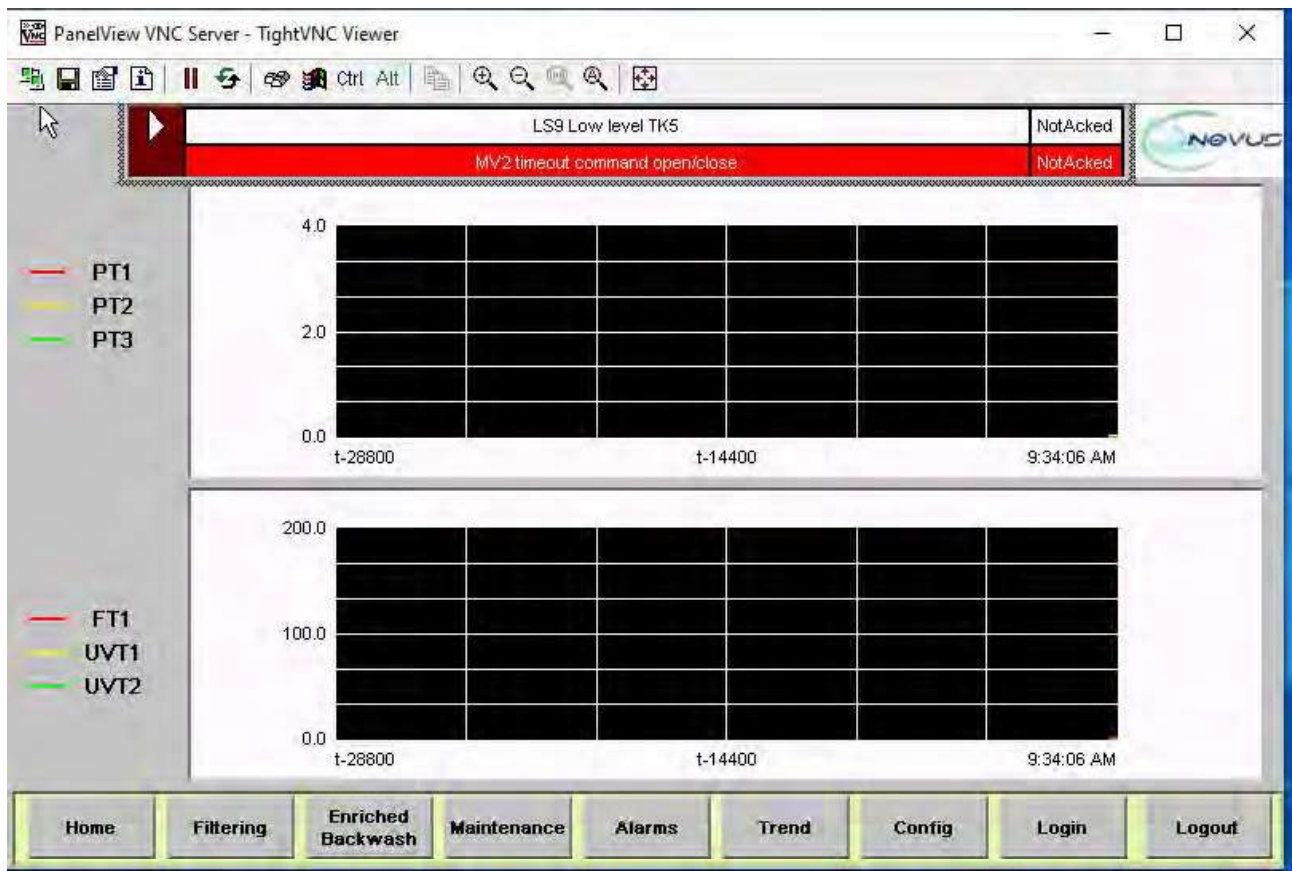 PanelView VNC Server - TightVNC Viewer
Ctrl Alt
LS9 Low level TK5 NotAcked
MV2 timeout command open/close NotAcked
NOVUS
4.0
PT1
PT2
PT3
2.0
0.0
t-28800 t-14400 9:34:06 AM
200.0
FT1
UVT1
UVT2
100.0
0.0
t-28800 t-14400 9:34:06 AM
Home Filtering Enriched Backwash Maintenance Alarms Trend Config Login Logout